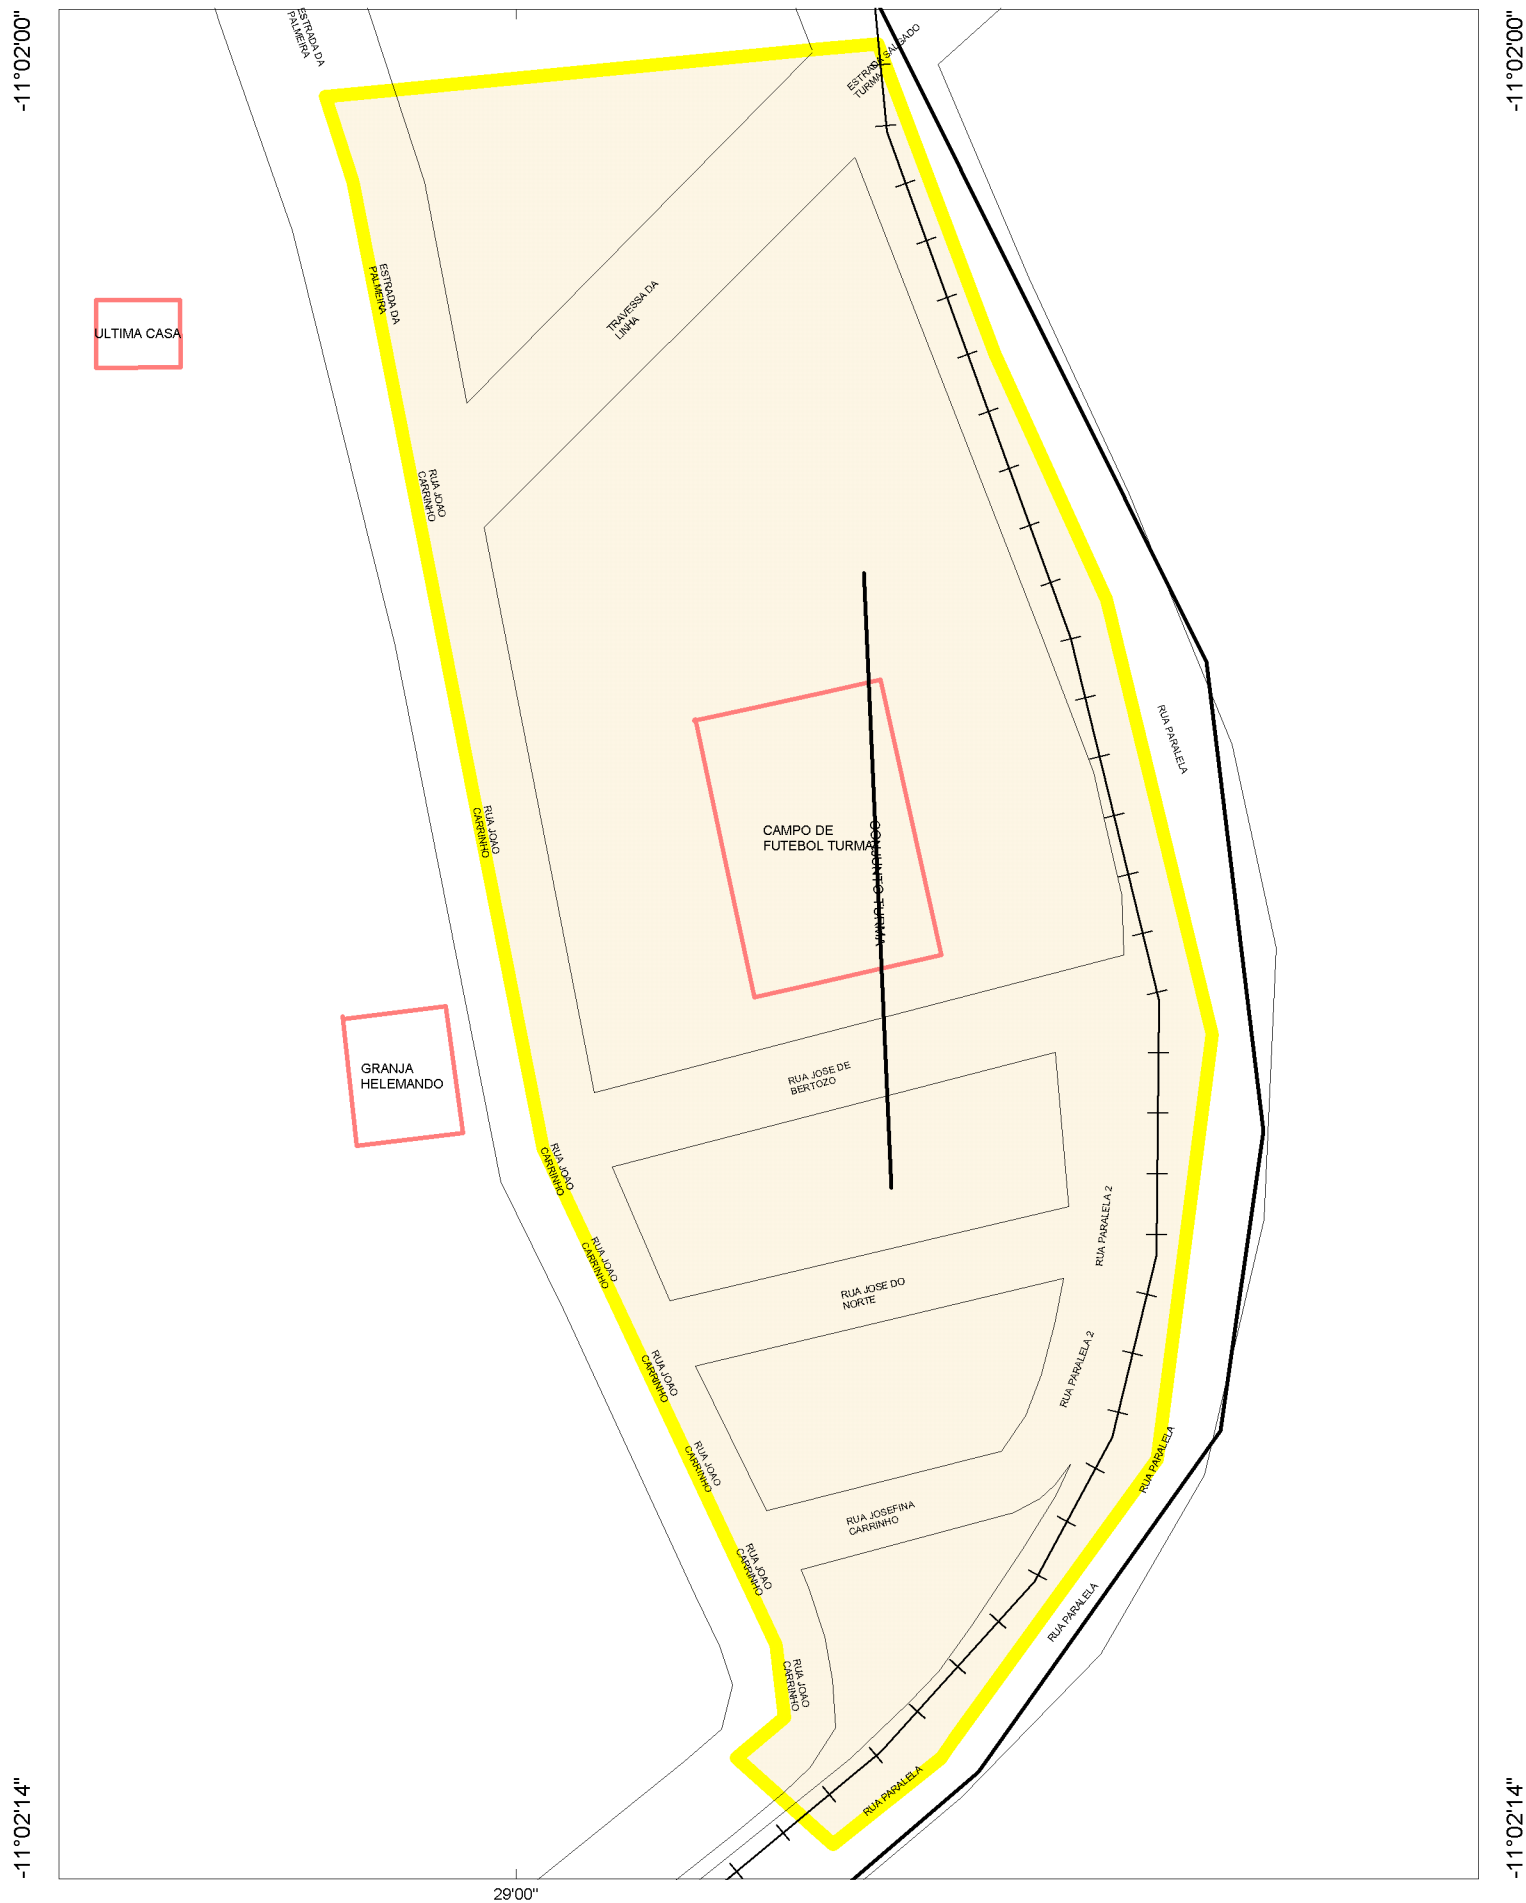 -11°02'00"
-11°02'00"
ESTRADA DA
PALMEIRA
ESTRADA SALGADO
TURMA
ESTRADA DA
PALMEIRA
TRAVESSA DA
LINHA
ULTIMA CASA
RUA JOAO
CARRINHO
RUA PARALELA
RUA JOAO
CARRINHO
CAMPO DE
FUTEBOL TURMA
CONJUNTO TURMA
GRANJA
HELEMANDO
RUA JOSE DE
BERTOZO
RUA JOAO
CARRINHO
RUA PARALELA 2
RUA JOAO
CARRINHO
RUA JOSE DO
NORTE
RUA PARALELA 2
RUA JOAO
CARRINHO
RUA JOAO
CARRINHO
RUA PARALELA
RUA JOSEFINA
CARRINHO
RUA JOAO
CARRINHO
RUA PARALELA
RUA JOAO
CARRINHO
RUA PARALELA
-11°02'14"
-11°02'14"
29'00"